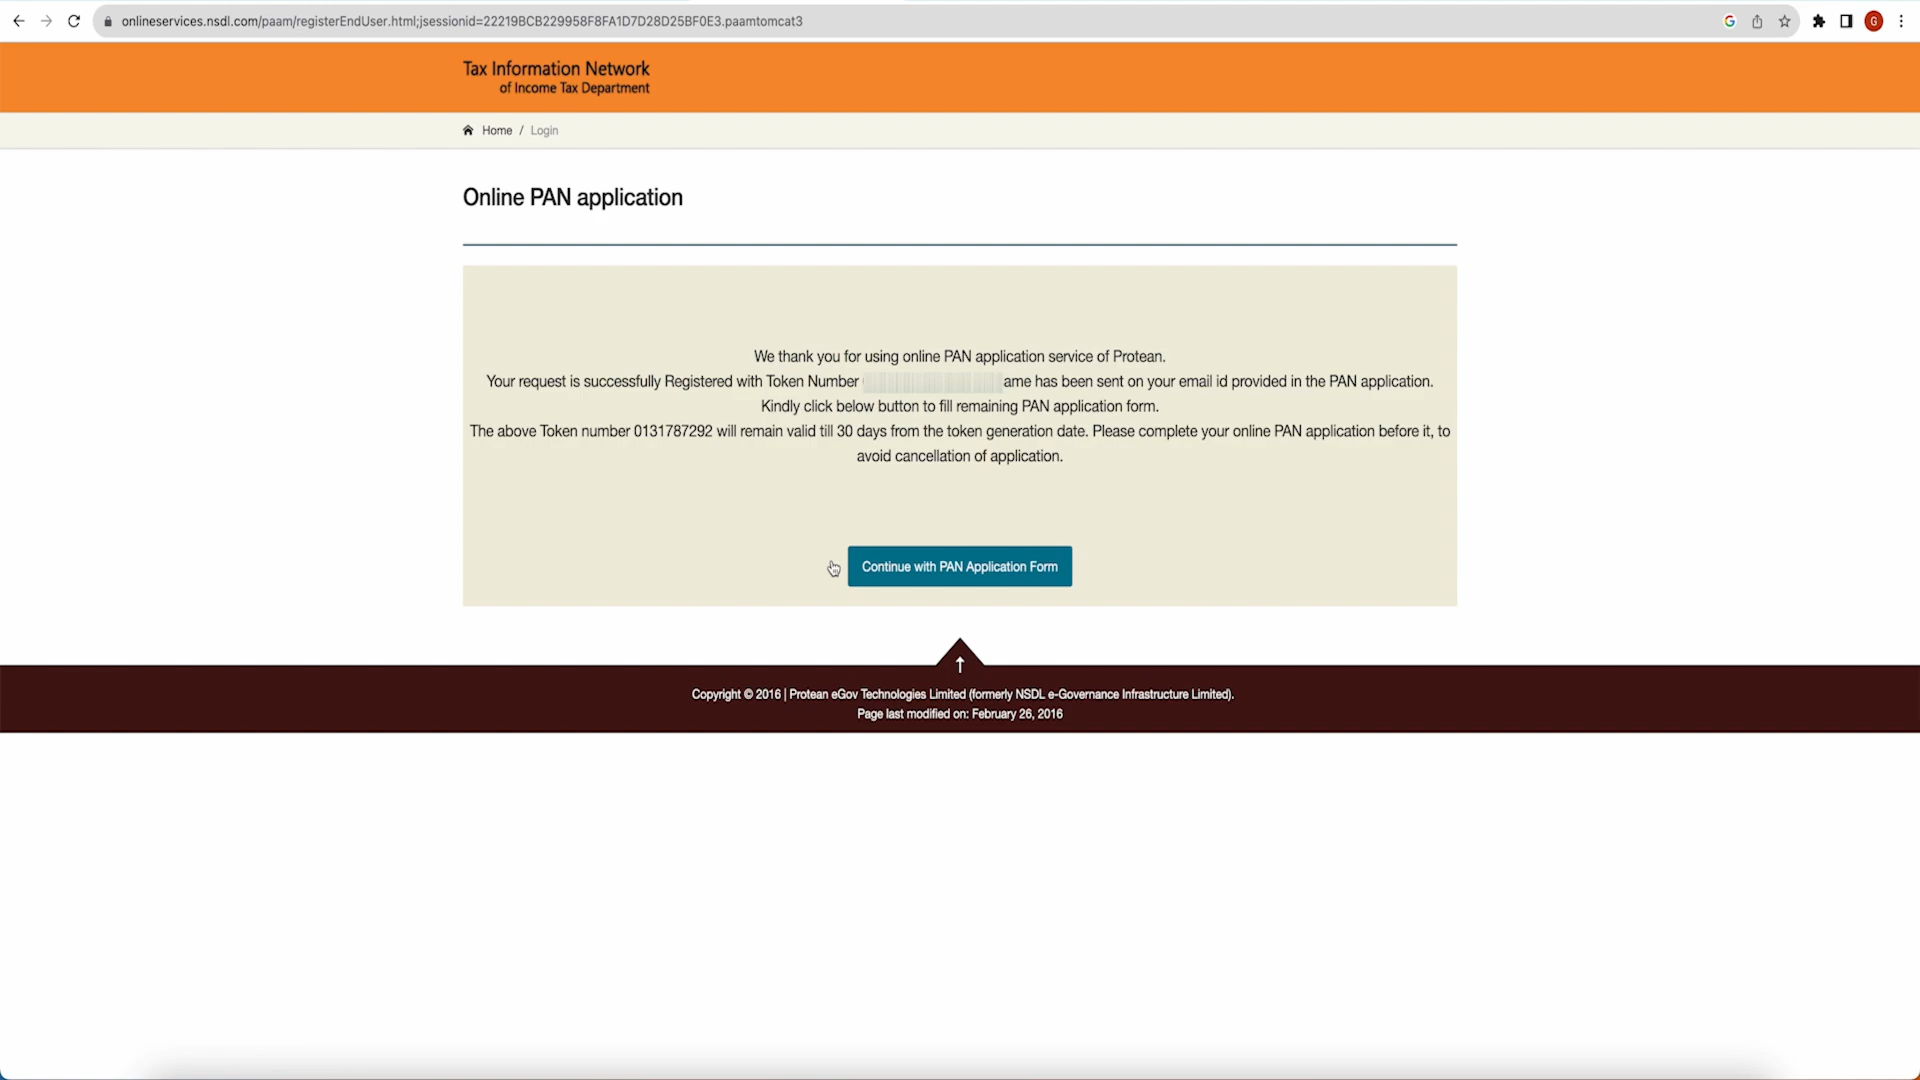 onlineservices.nsdl.com/paam/registerEndUser.html;jsessionid=22219BCB229958F8FA1D7D28D25BF0E3.paamtomcat3
G
G
Tax Information Network
of Income Tax Department
Home / Login
Online PAN application
We thank you for using online PAN application service of Protean.
Your request is successfully Registered with Token Number ame has been sent on your email id provided in the PAN application.
Kindly click below button to fill remaining PAN application form.
The above Token number 0131787292 will remain valid till 30 days from the token generation date. Please complete your online PAN application before it, to
avoid cancellation of application.
Continue with PAN Application Form
Copyright © 2016 | Protean eGov Technologies Limited (formerly NSDL e-Governance Infrastructure Limited).
Page last modified on: February 26, 2016